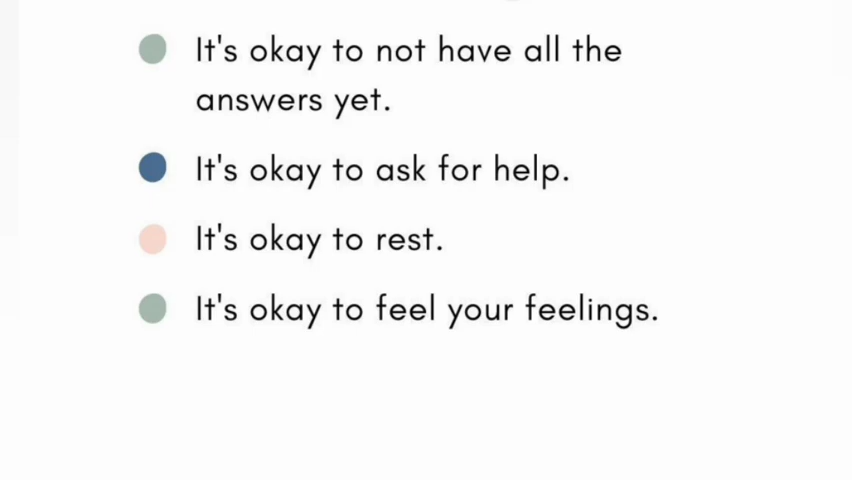 It's okay to not have all the
answers yet.
It's okay to ask for help.
It's okay to rest.
It's okay to feel your feelings.